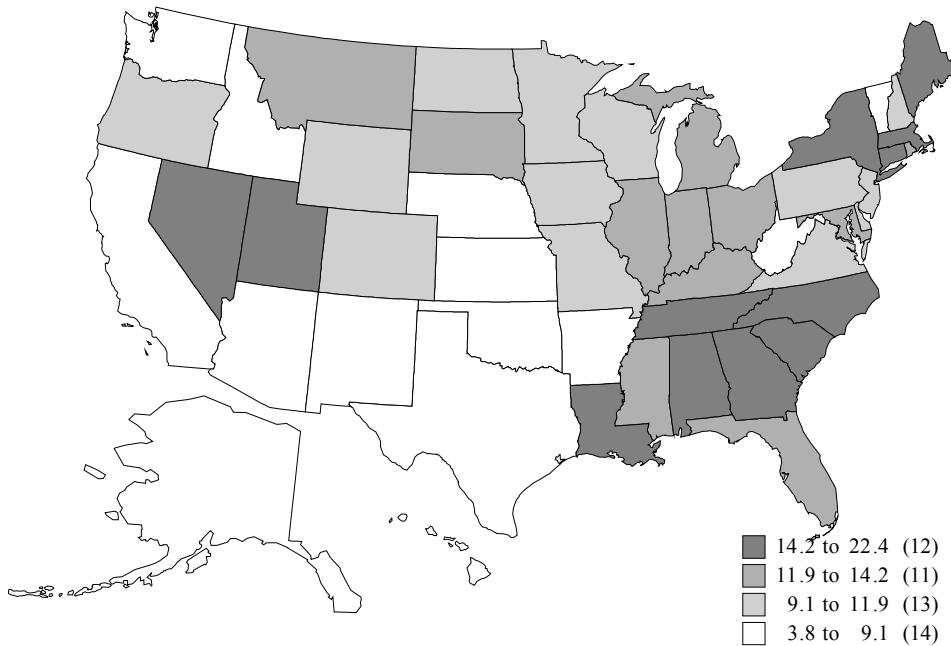 14.2 to 22.4 (12)
11.9 to 14.2 (11)
9.1 to 11.9 (13)
3.8 to 9.1 (14)